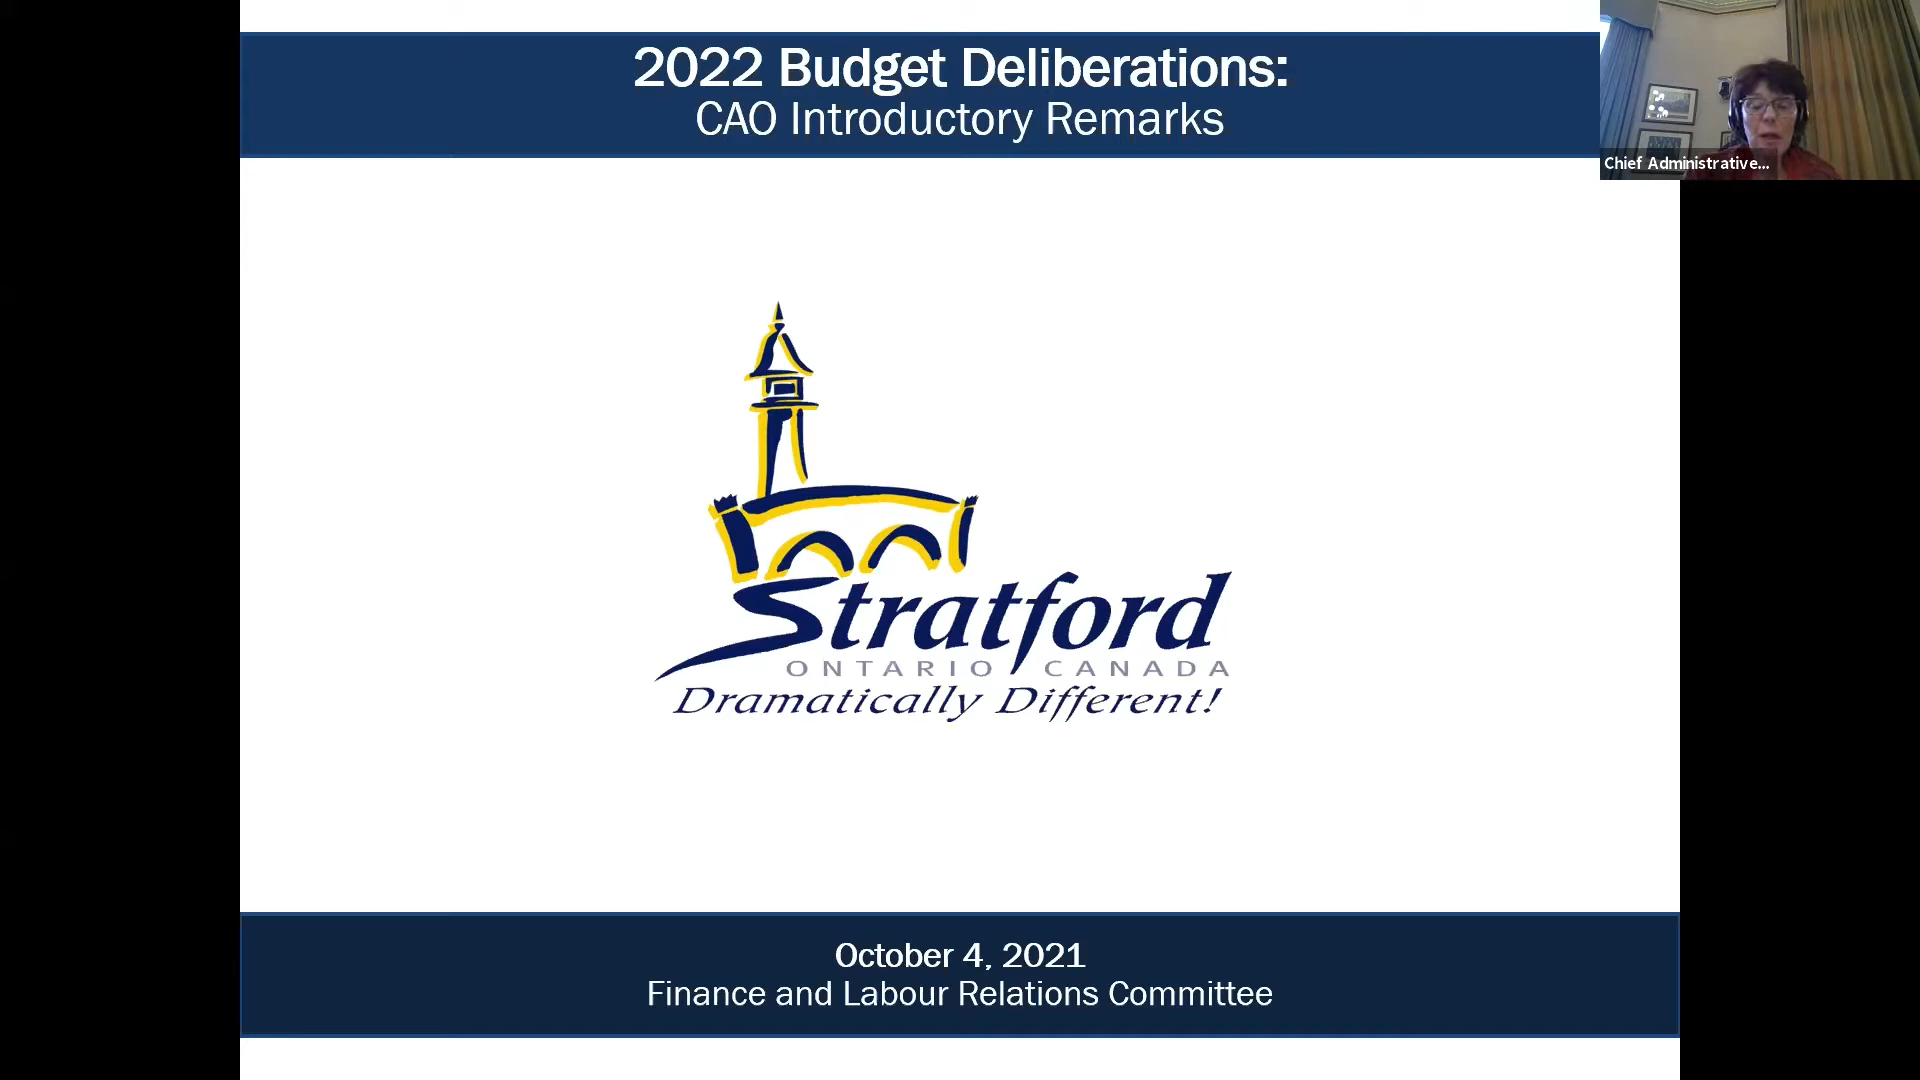 2022 Budget Deliberations:
CAO Introductory Remarks
Chief Administrative...
Stratford
ONTARIO CANADA
Dramatically Different!
October 4, 2021
Finance and Labour Relations Committee